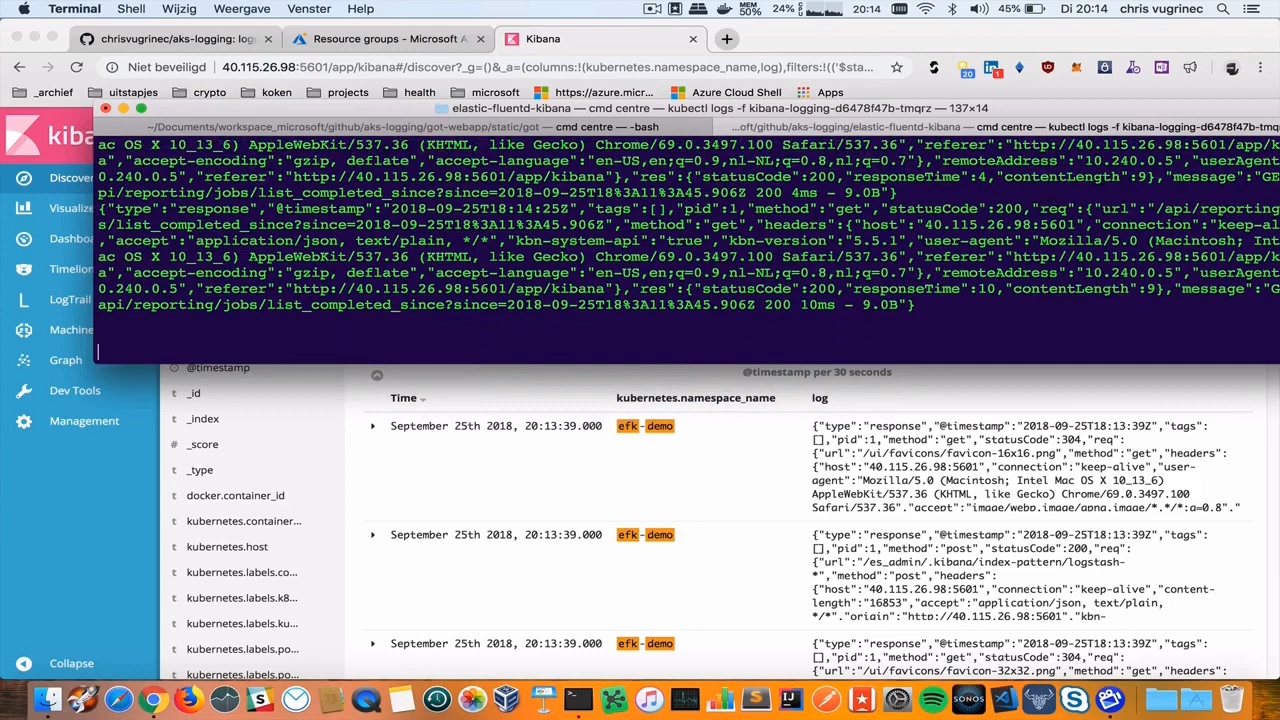 Terminal Shell Wijzig Weergave Venster Help MEM 50% 24% CPU 20:14 45% Di 20:14 chris vugrinec
chrisvugrinec/aks-logging: log Resource groups - Microsoft A Kibana
Niet beveiligd 40.115.26.98:5601/app/kibana#/discover?_g=()&_a=(columns:!(kubernetes.namespace_name,log),filters:!(('$sta... 20 1
_archief uitstapjes crypto koken projects health microsoft https://azure.micr... Azure Cloud Shell Apps
elastic-fluentd-kibana — cmd centre — kubectl logs -f kibana-logging-d6478f47b-tmqrz — 137×14
~/Documents/workspace_microsoft/github/aks-logging/got-webapp/static/got — cmd centre — -bash ...oft/github/aks-logging/elastic-fluentd-kibana — cmd centre — kubectl logs -f kibana-logging-d6478f47b-tmq
kiba
ac OS X 10_13_6) AppleWebKit/537.36 (KHTML, like Gecko) Chrome/69.0.3497.100 Safari/537.36","referer":"http://40.115.26.98:5601/app/k
a","accept-encoding":"gzip, deflate","accept-language":"en-US,en;q=0.9,nl-NL;q=0.8,nl;q=0.7"},"remoteAddress":"10.240.0.5","userAgent
0.240.0.5","referer":"http://40.115.26.98:5601/app/kibana"},"res":{"statusCode":200,"responseTime":4,"contentLength":9},"message":"GE
pi/reporting/jobs/list_completed_since?since=2018-09-25T18%3A11%3A45.906Z 200 4ms - 9.0B"}
{"type":"response","@timestamp":"2018-09-25T18:14:25Z","tags":[],"pid":1,"method":"get","statusCode":200,"req":{"url":"/api/reporting
s/list_completed_since?since=2018-09-25T18%3A11%3A45.906Z","method":"get","headers":{"host":"40.115.26.98:5601","connection":"keep-al
,"accept":"application/json, text/plain, */*","kbn-system-api":"true","kbn-version":"5.5.1","user-agent":"Mozilla/5.0 (Macintosh; Int
ac OS X 10_13_6) AppleWebKit/537.36 (KHTML, like Gecko) Chrome/69.0.3497.100 Safari/537.36","referer":"http://40.115.26.98:5601/app/k
a","accept-encoding":"gzip, deflate","accept-language":"en-US,en;q=0.9,nl-NL;q=0.8,nl;q=0.7"},"remoteAddress":"10.240.0.5","userAgent
0.240.0.5","referer":"http://40.115.26.98:5601/app/kibana"},"res":{"statusCode":200,"responseTime":10,"contentLength":9},"message":"G
api/reporting/jobs/list_completed_since?since=2018-09-25T18%3A11%3A45.906Z 200 10ms - 9.0B"}
Discover
Visualize
Dashbo
Timelion
L LogTrail
Machine
Graph
Dev Tools
Management
Collapse
t @timestamp
t _id
t _index
# _score
t _type
t docker.container_id
t kubernetes.container...
t kubernetes.host
t kubernetes.labels.co...
t kubernetes.labels.k8...
t kubernetes.labels.ku...
t kubernetes.labels.po...
t kubernetes.labels.po...
@timestamp per 30 seconds
Time kubernetes.namespace_name log
September 25th 2018, 20:13:39.000 efk-demo {"type":"response","@timestamp":"2018-09-25T18:13:39Z","tags":
[],"pid":1,"method":"get","statusCode":304,"req":
{"url":"/ui/favicons/favicon-16x16.png","method":"get","headers":
{"host":"40.115.26.98:5601","connection":"keep-alive","user-
agent":"Mozilla/5.0 (Macintosh; Intel Mac OS X 10_13_6)
AppleWebKit/537.36 (KHTML, like Gecko) Chrome/69.0.3497.100
Safari/537.36","accept":"image/webp,image/apng,image/*,*/*;q=0.8","
September 25th 2018, 20:13:39.000 efk-demo {"type":"response","@timestamp":"2018-09-25T18:13:39Z","tags":
[],"pid":1,"method":"post","statusCode":200,"req":
{"url":"/es_admin/.kibana/index-pattern/logstash-
*","method":"post","headers":
{"host":"40.115.26.98:5601","connection":"keep-alive","content-
length":"16853","accept":"application/json, text/plain,
*/*","origin":"http://40.115.26.98:5601","kbn-
September 25th 2018, 20:13:39.000 efk-demo {"type":"response","@timestamp":"2018-09-25T18:13:39Z","tags":
[],"pid":1,"method":"get","statusCode":304,"req":
{"url":"/ui/favicons/favicon-32x32.png","method":"get","headers":
SONOS